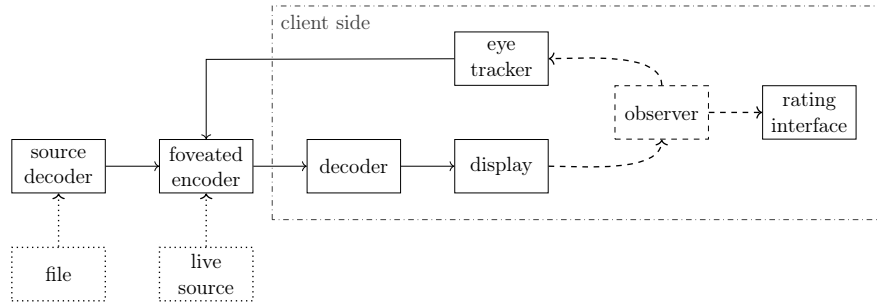 client side
eye
tracker
observer
rating
interface
source
decoder
foveated
encoder
decoder
display
file
live
source